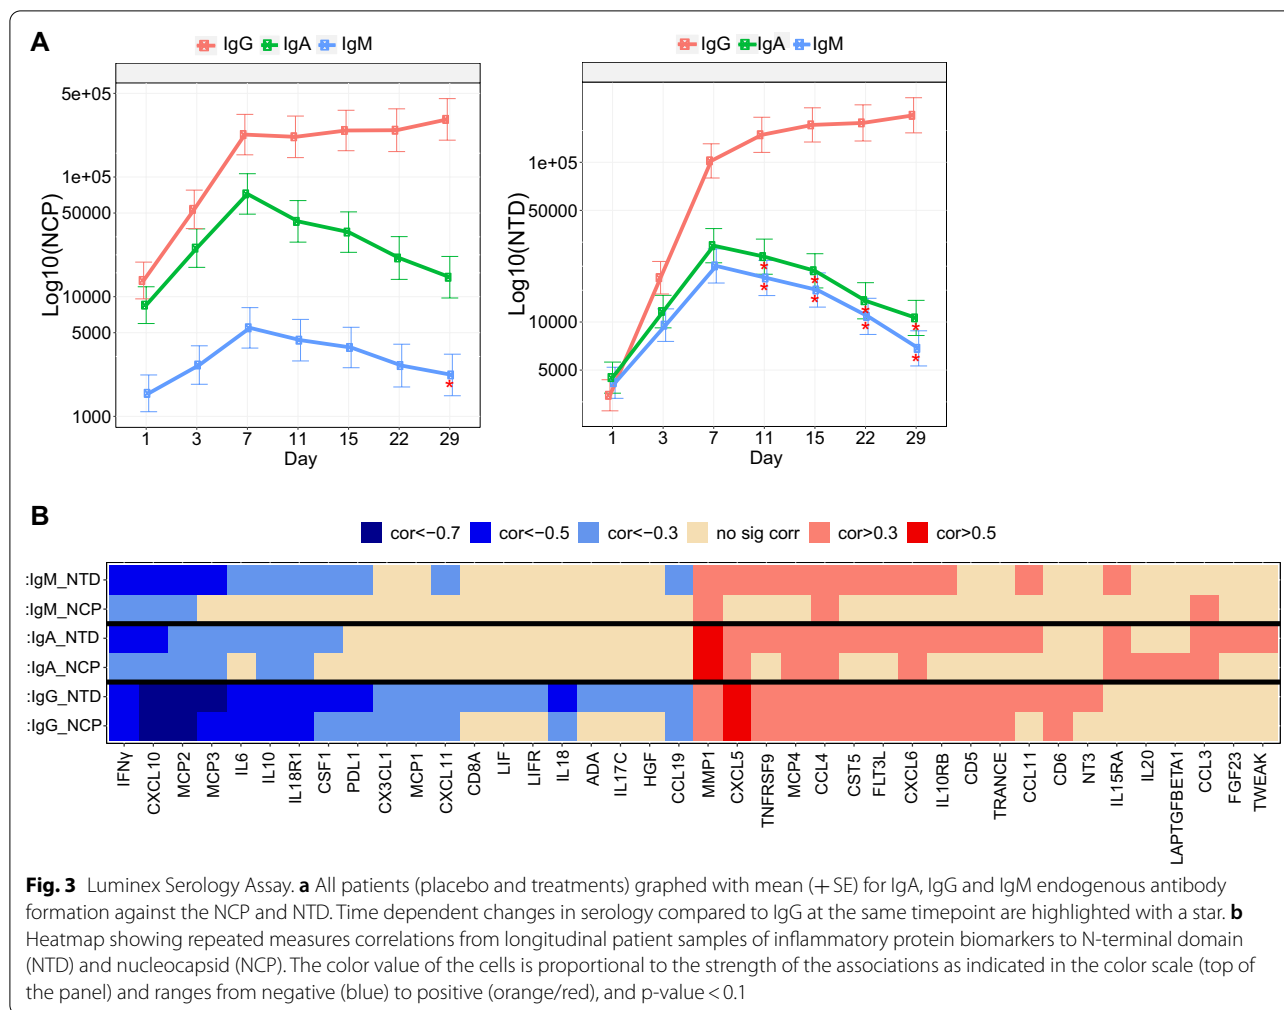 A
IgG IgA IgM
Log10(NCP)
5e+05
1e+05
50000
10000
5000
1000
1 3 7 11 15 22 29
Day
IgG IgA IgM
Log10(NTD)
1e+05
50000
10000
5000
1 3 7 11 15 22 29
Day
B
cor<−0.7 cor<−0.5 cor<−0.3 no sig corr cor>0.3 cor>0.5
:IgM_NTD
:IgM_NCP
:IgA_NTD
:IgA_NCP
:IgG_NTD
:IgG_NCP
IFNγ
CXCL10
MCP2
MCP3
IL6
IL10
IL18R1
CSF1
PDL1
CX3CL1
MCP1
CXCL11
CD8A
LIF
LIFR
IL18
ADA
IL17C
HGF
CCL19
MMP1
CXCL5
TNFRSF9
MCP4
CCL4
CST5
FLT3L
CXCL6
IL10RB
CD5
TRANCE
CCL11
CD6
NT3
IL15RA
IL20
LAPTGFBETA1
CCL3
FGF23
TWEAK
Fig. 3 Luminex Serology Assay. a All patients (placebo and treatments) graphed with mean (+ SE) for IgA, IgG and IgM endogenous antibody
formation against the NCP and NTD. Time dependent changes in serology compared to IgG at the same timepoint are highlighted with a star. b
Heatmap showing repeated measures correlations from longitudinal patient samples of inflammatory protein biomarkers to N-terminal domain
(NTD) and nucleocapsid (NCP). The color value of the cells is proportional to the strength of the associations as indicated in the color scale (top of
the panel) and ranges from negative (blue) to positive (orange/red), and p-value < 0.1